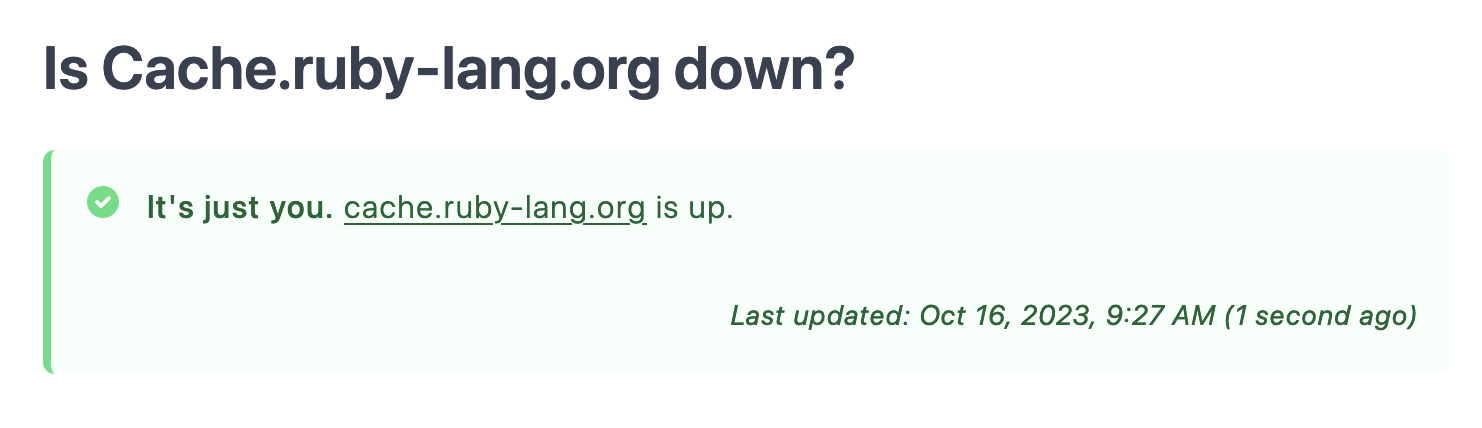 Is Cache.ruby-lang.org down?
It's just you. cache.ruby-lang.org is up.
Last updated: Oct 16, 2023, 9:27 AM (1 second ago)